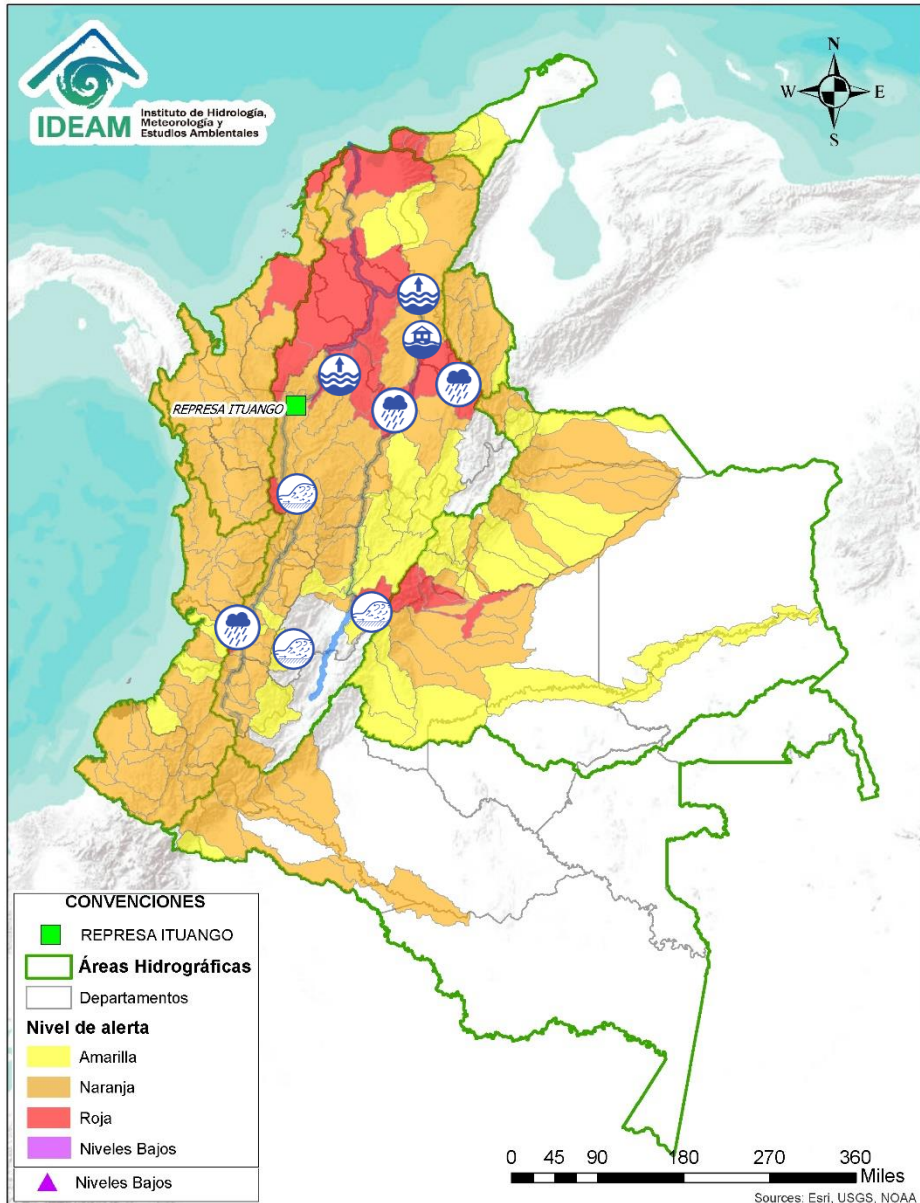 IDEAM
Instituto de Hidrología,
Meteorología y
Estudios Ambientales
N
W
E
S
REPRESA ITUANGO
CONVENCIONES
REPRESA ITUANGO
Áreas Hidrográficas
Departamentos
Nivel de alerta
Amarilla
Naranja
Roja
Niveles Bajos
Niveles Bajos
0 45 90 180 270 360
Miles
Sources: Esri, USGS, NOAA